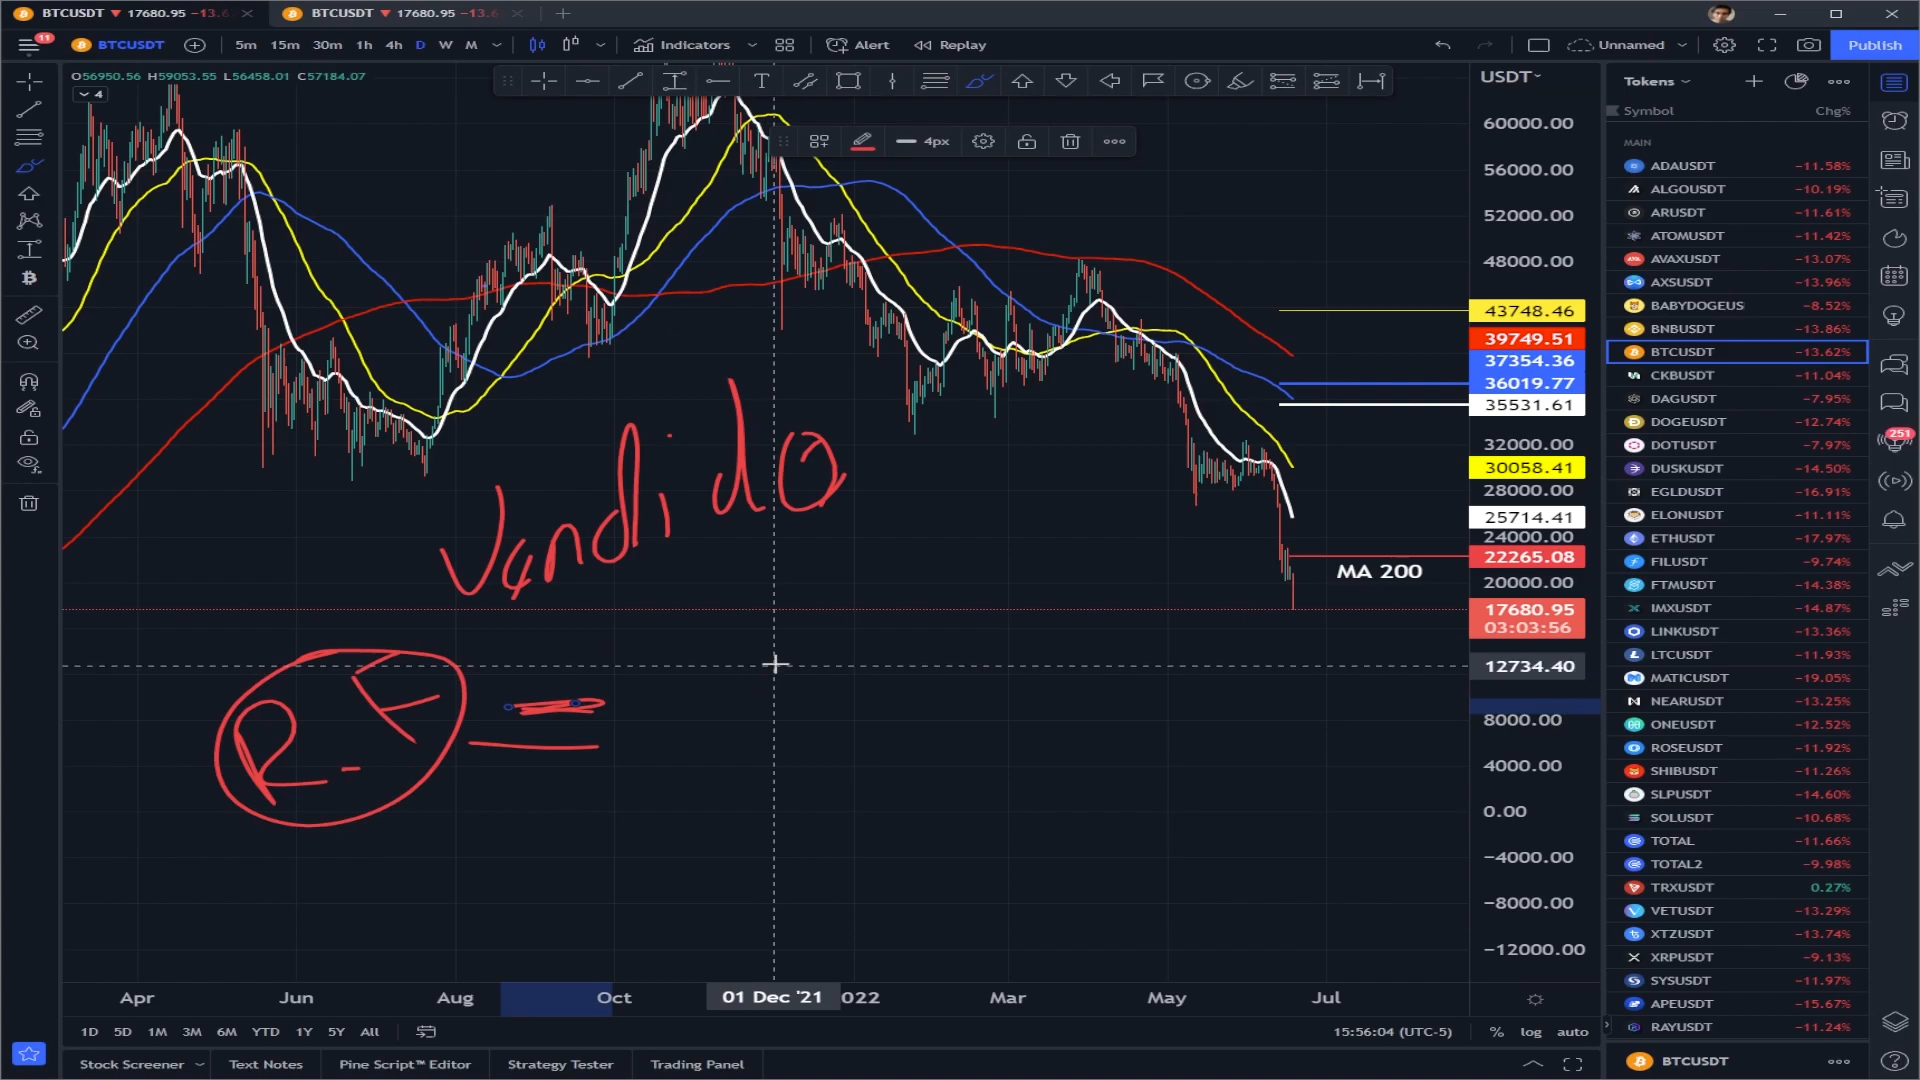 BTCUSDT ▼ 17680.95 −13.6
BTCUSDT ▼ 17680.95 −13.6
11
BTCUSDT
5m 15m 30m 1h 4h D W M
Indicators
Alert
Replay
Unnamed
Publish
O56950.56 H59053.55 L56458.01 C57184.07
4
4px
USDT
60000.00
56000.00
52000.00
48000.00
43748.46
39749.51
37354.36
36019.77
35531.61
32000.00
30058.41
28000.00
25714.41
24000.00
22265.08
MA 200
20000.00
17680.95
03:03:56
12734.40
8000.00
4000.00
0.00
−4000.00
−8000.00
−12000.00
Vendido
R-F =
Apr Jun Aug Oct 01 Dec '21 022 Mar May Jul
1D 5D 1M 3M 6M YTD 1Y 5Y All
15:56:04 (UTC-5) % log auto
Stock Screener Text Notes Pine Script™ Editor Strategy Tester Trading Panel
Tokens
Symbol Chg%
MAIN
ADAUSDT −11.58%
ALGOUSDT −10.19%
ARUSDT −11.61%
ATOMUSDT −11.42%
AVAXUSDT −13.07%
AXSUSDT −13.96%
BABYDOGEUS −8.52%
BNBUSDT −13.86%
BTCUSDT −13.62%
CKBUSDT −11.04%
DAGUSDT −7.95%
DOGEUSDT −12.74%
DOTUSDT −7.97%
DUSKUSDT −14.50%
EGLDUSDT −16.91%
ELONUSDT −11.11%
ETHUSDT −17.97%
FILUSDT −9.74%
FTMUSDT −14.38%
IMXUSDT −14.87%
LINKUSDT −13.36%
LTCUSDT −11.93%
MATICUSDT −19.05%
NEARUSDT −13.25%
ONEUSDT −12.52%
ROSEUSDT −11.92%
SHIBUSDT −11.26%
SLPUSDT −14.60%
SOLUSDT −10.68%
TOTAL −11.66%
TOTAL2 −9.98%
TRXUSDT 0.27%
VETUSDT −13.29%
XTZUSDT −13.74%
XRPUSDT −9.13%
SYSUSDT −11.97%
APEUSDT −15.67%
RAYUSDT −11.24%
BTCUSDT
251